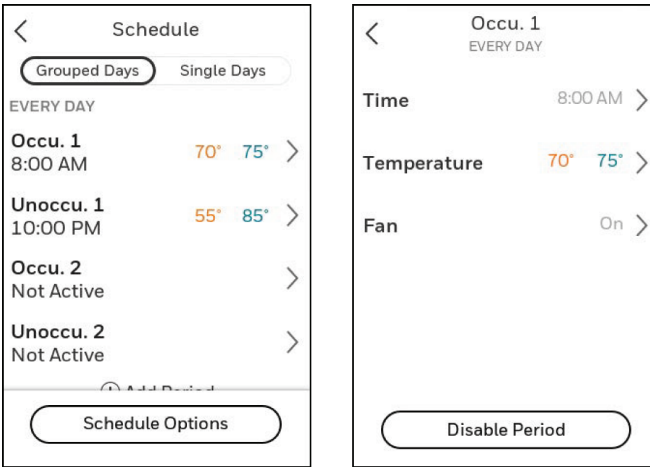 Schedule
Grouped Days Single Days
EVERY DAY
Occu. 1
8:00 AM 70° 75°
Unoccu. 1
10:00 PM 55° 85°
Occu. 2
Not Active
Unoccu. 2
Not Active
Add Period
Schedule Options
Occu. 1
EVERY DAY
Time 8:00 AM
Temperature 70° 75°
Fan On
Disable Period